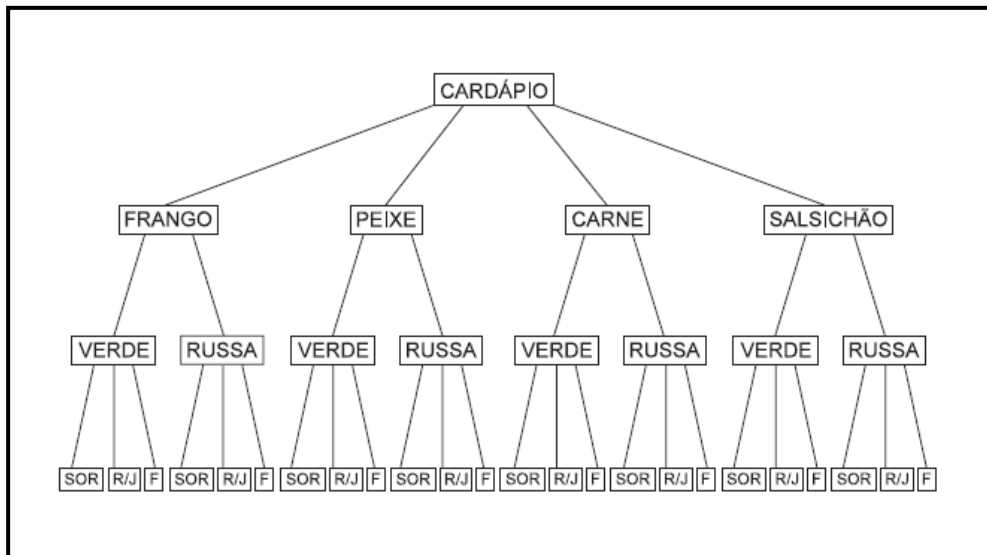 CARDÁPIO
FRANGO PEIXE CARNE SALSICHÃO
VERDE RUSSA VERDE RUSSA VERDE RUSSA VERDE RUSSA
SOR R/J F SOR R/J F SOR R/J F SOR R/J F SOR R/J F SOR R/J F SOR R/J F SOR R/J F